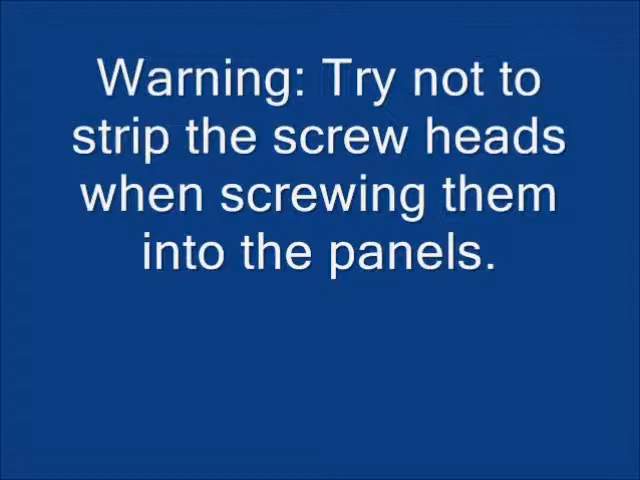 Warning: Try not to
strip the screw heads
when screwing them
into the panels.